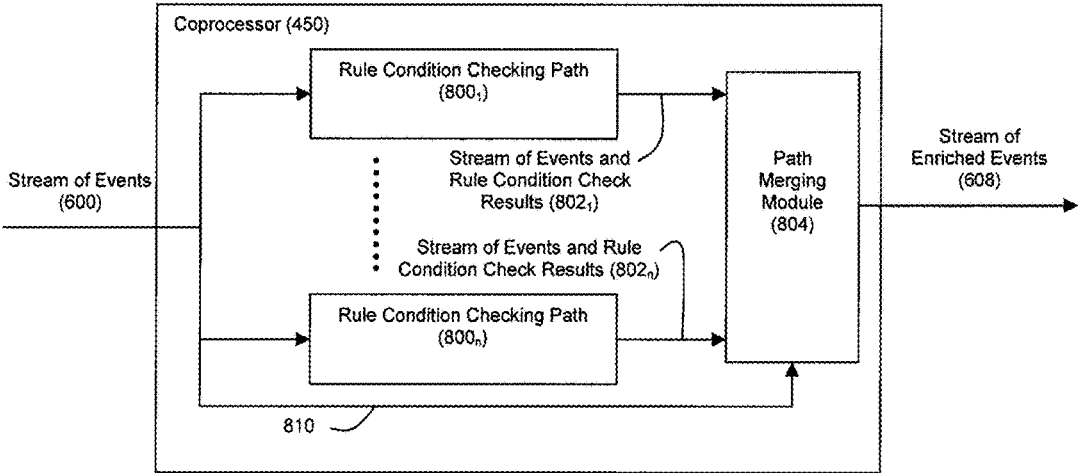 Coprocessor (450)
Rule Condition Checking Path
(800₁)
Stream of Events
(600)
Stream of Events and
Rule Condition Check
Results (802₁)
Path
Merging
Module
(804)
Stream of
Enriched Events
(608)
Stream of Events and Rule
Condition Check Results (802ₙ)
Rule Condition Checking Path
(800ₙ)
810